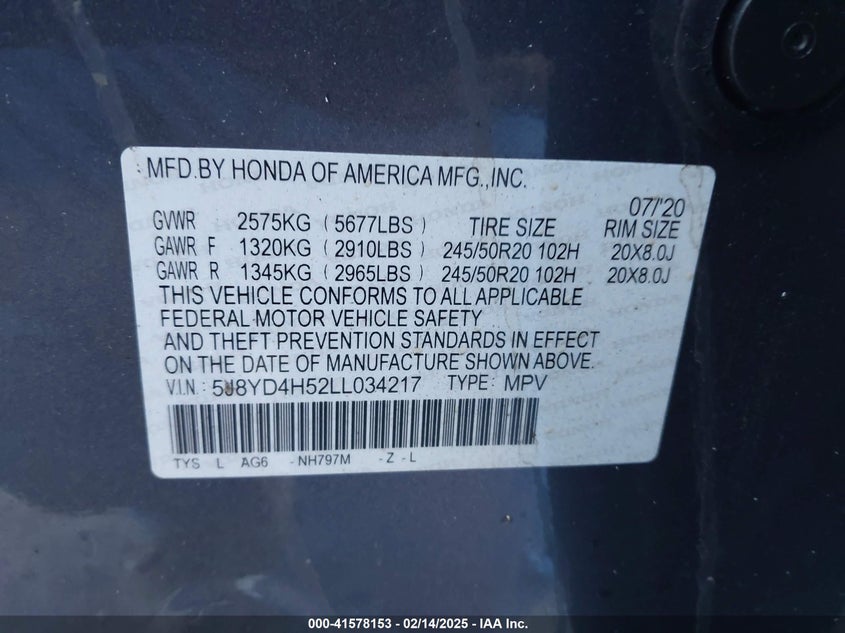 MFD.BY HONDA OF AMERICA MFG.,INC.
07/'20
GVWR 2575KG ( 5677LBS ) TIRE SIZE RIM SIZE
GAWR F 1320KG ( 2910LBS ) 245/50R20 102H 20X8.0J
GAWR R 1345KG ( 2965LBS ) 245/50R20 102H 20X8.0J
THIS VEHICLE CONFORMS TO ALL APPLICABLE
FEDERAL MOTOR VEHICLE SAFETY
AND THEFT PREVENTION STANDARDS IN EFFECT
ON THE DATE OF MANUFACTURE SHOWN ABOVE.
V.I.N.: 5J8YD4H52LL034217 TYPE: MPV
TYS L AG6 -NH797M -Z -L
000-41578153 - 02/14/2025 - IAA Inc.